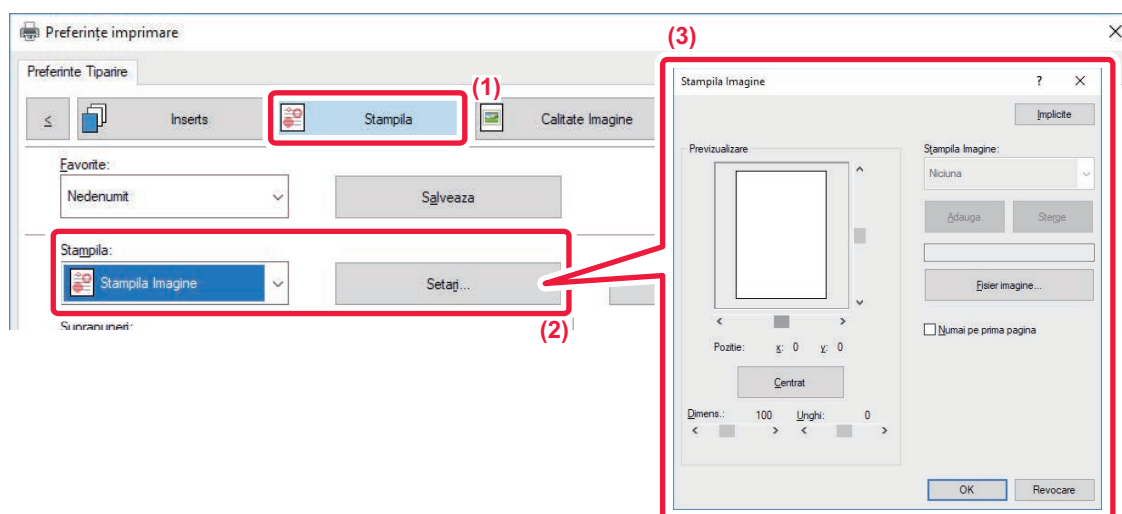 Preferințe imprimare
(3)
Preferinte Tiparire
(1)
<
Inserts
Stampila
Calitate Imagine
Favorite:
Nedenumit
Salveaza
Stampila:
Stampila Imagine
Setari...
(2)
Suprapuneri:
Stampila Imagine
?
Implicite
Previzualizare
Stampila Imagine:
Niciuna
Adauga
Sterge
Fisier imagine...
Numai pe prima pagina
Pozitie: x: 0 y: 0
Centrat
Dimens.: 100 Unghi: 0
OK
Revocare